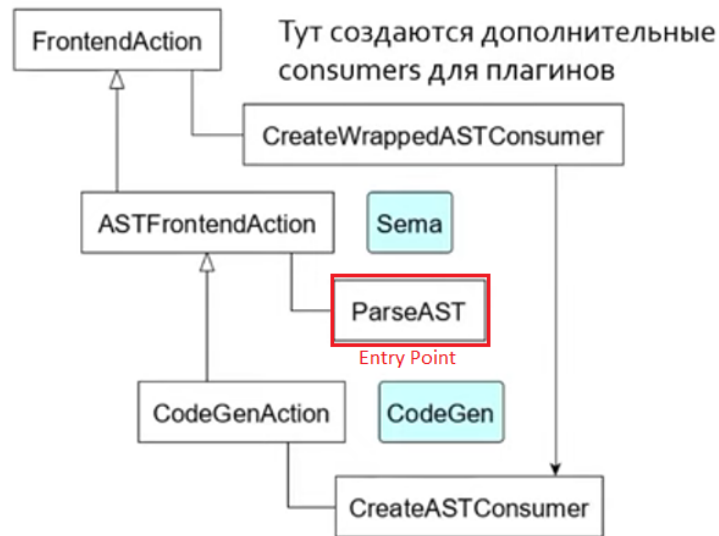 FrontendAction
Тут создаются дополнительные
consumers для плагинов
CreateWrappedASTConsumer
ASTFrontendAction
Sema
ParseAST
Entry Point
CodeGenAction
CodeGen
CreateASTConsumer